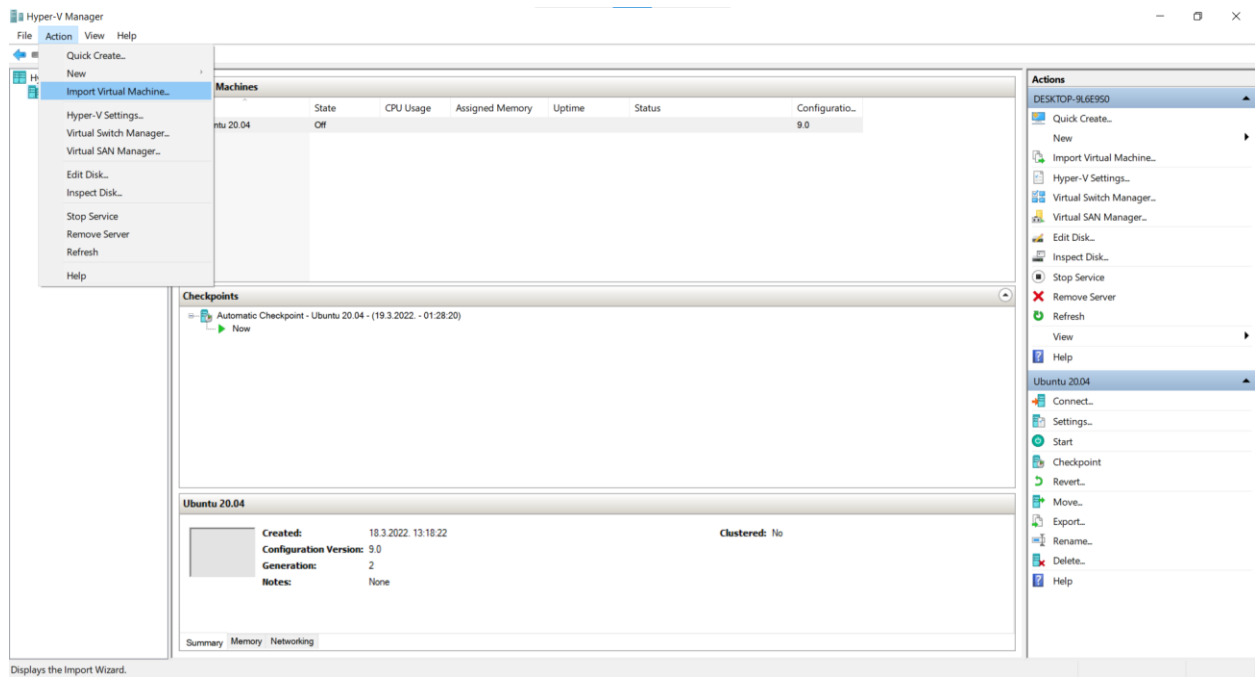 Hyper-V Manager
File Action View Help
Quick Create...
New
Import Virtual Machine...
Hyper-V Settings...
Virtual Switch Manager...
Virtual SAN Manager...
Edit Disk...
Inspect Disk...
Stop Service
Remove Server
Refresh
Help
Machines
State CPU Usage Assigned Memory Uptime Status Configuratio...
ntu 20.04 Off 9.0
Checkpoints
Automatic Checkpoint - Ubuntu 20.04 - (19.3.2022. - 01:28:20)
Now
Ubuntu 20.04
Created: 18.3.2022. 13:18:22 Clustered: No
Configuration Version: 9.0
Generation: 2
Notes: None
Summary Memory Networking
Actions
DESKTOP-9L6E9S0
Quick Create...
New
Import Virtual Machine...
Hyper-V Settings...
Virtual Switch Manager...
Virtual SAN Manager...
Edit Disk...
Inspect Disk...
Stop Service
Remove Server
Refresh
View
Help
Ubuntu 20.04
Connect...
Settings...
Start
Checkpoint
Revert...
Move...
Export...
Rename...
Delete...
Help
Displays the Import Wizard.